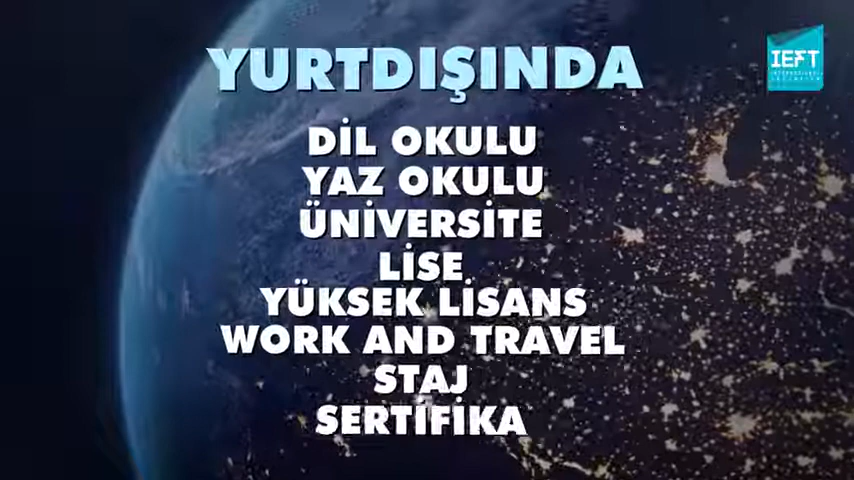 YURTDIŞINDA
IEFT
DİL OKULU
YAZ OKULU
ÜNİVERSİTE
LİSE
YÜKSEK LİSANS
WORK AND TRAVEL
STAJ
SERTİFİKA